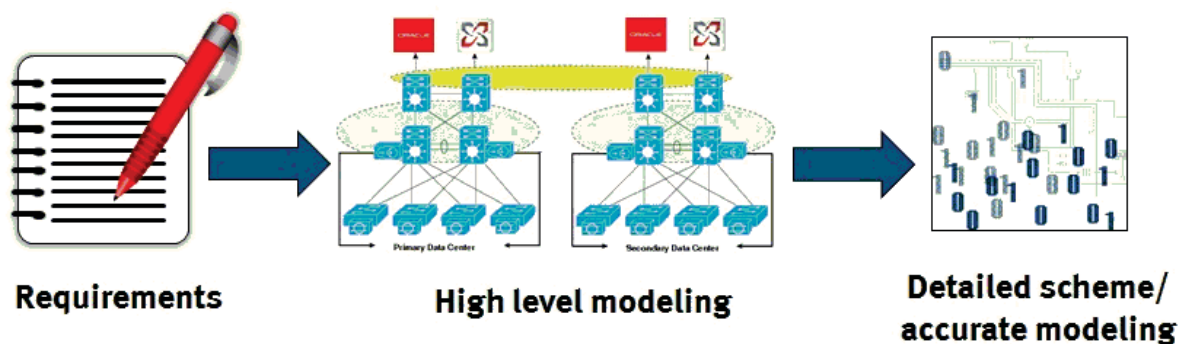 ORACLE
ORACLE
Primary Data Center
Secondary Data Center
Requirements
High level modeling
Detailed scheme/
accurate modeling